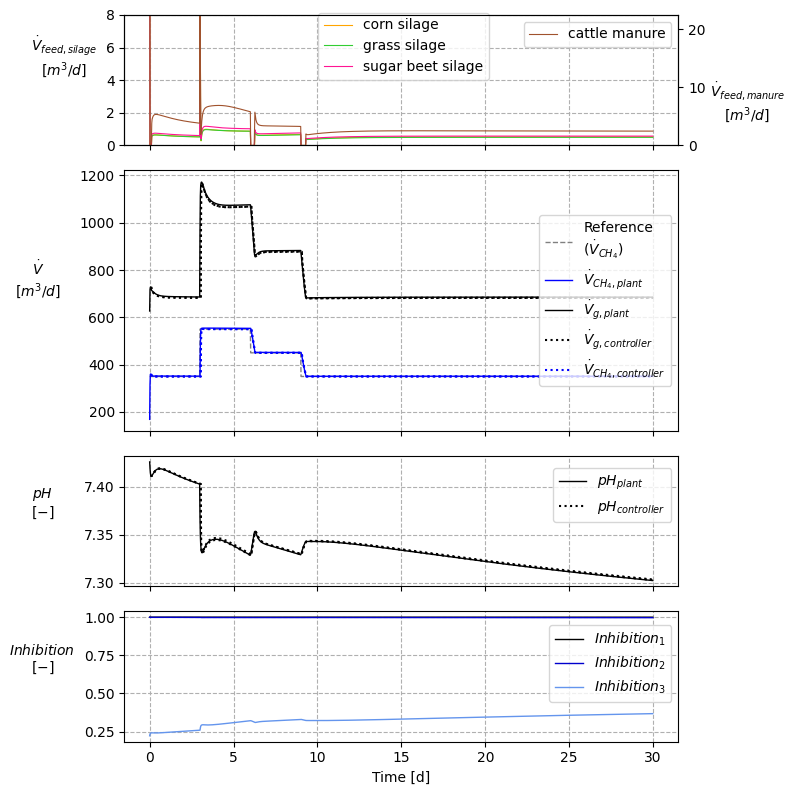 8
6
4
2
0
V̇feed,silage
[m³/d]
corn silage
grass silage
sugar beet silage
cattle manure
20
10
0
V̇feed,manure
[m³/d]
1200
1000
800
600
400
200
V̇
[m³/d]
Reference
(V̇CH₄)
V̇CH₄,plant
V̇g,plant
V̇g,controller
V̇CH₄,controller
7.40
7.35
7.30
pH
[−]
pHplant
pHcontroller
1.00
0.75
0.50
0.25
Inhibition
[−]
Inhibition₁
Inhibition₂
Inhibition₃
0 5 10 15 20 25 30
Time [d]